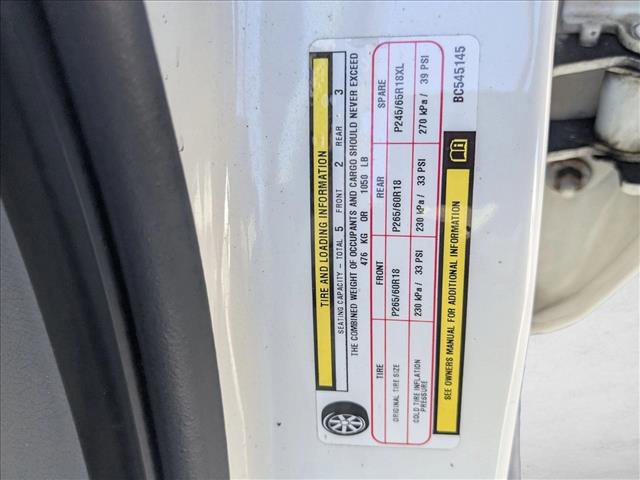 TIRE AND LOADING INFORMATION
SEATING CAPACITY - TOTAL 5 FRONT 2 REAR 3
THE COMBINED WEIGHT OF OCCUPANTS AND CARGO SHOULD NEVER EXCEED
476 KG OR 1050 LB
TIRE FRONT REAR SPARE
ORIGINAL TIRE SIZE P265/60R18 P265/60R18 P245/65R18XL
COLD TIRE INFLATION
PRESSURE 230 kPa / 33 PSI 230 kPa / 33 PSI 270 kPa / 39 PSI
SEE OWNERS MANUAL FOR ADDITIONAL INFORMATION
BC545145